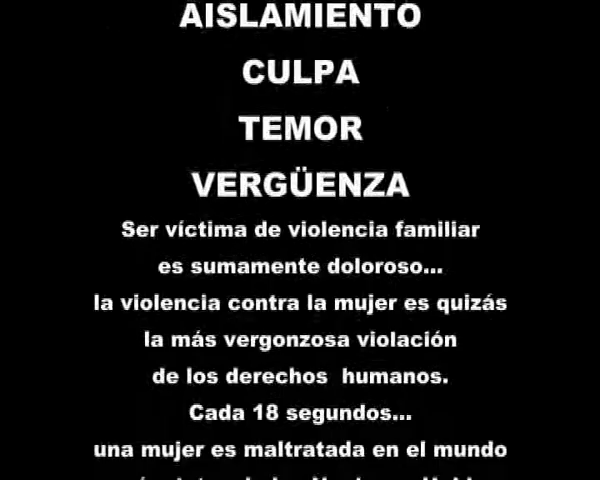 AISLAMIENTO
CULPA
TEMOR
VERGÜENZA
Ser víctima de violencia familiar
es sumamente doloroso...
la violencia contra la mujer es quizás
la más vergonzosa violación
de los derechos humanos.
Cada 18 segundos...
una mujer es maltratada en el mundo